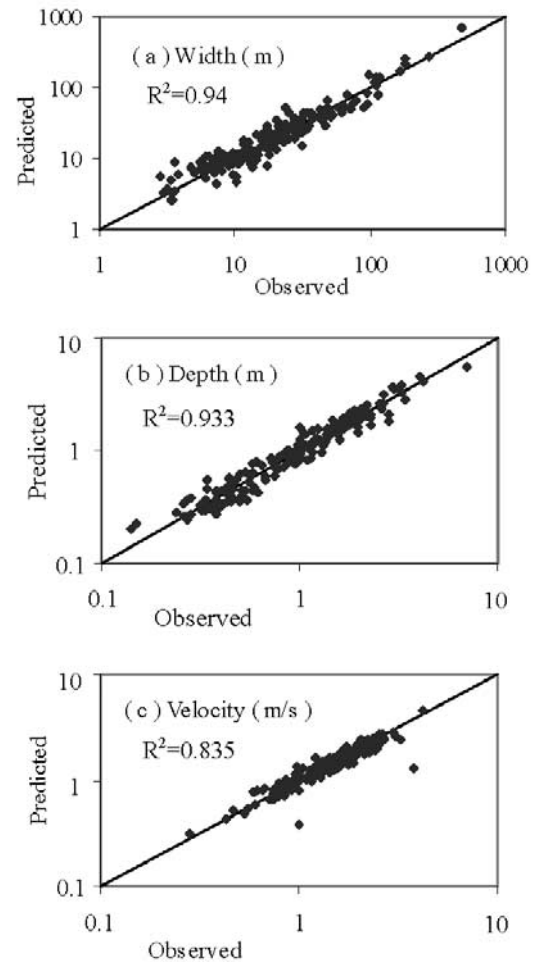 1000
( a ) Width ( m )
R²=0.94
100
10
1
Predicted
1 10 100 1000
Observed
10
( b ) Depth ( m )
R²=0.933
1
0.1
Predicted
0.1 1 10
Observed
10
( c ) Velocity ( m/s )
R²=0.835
1
0.1
Predicted
0.1 1 10
Observed